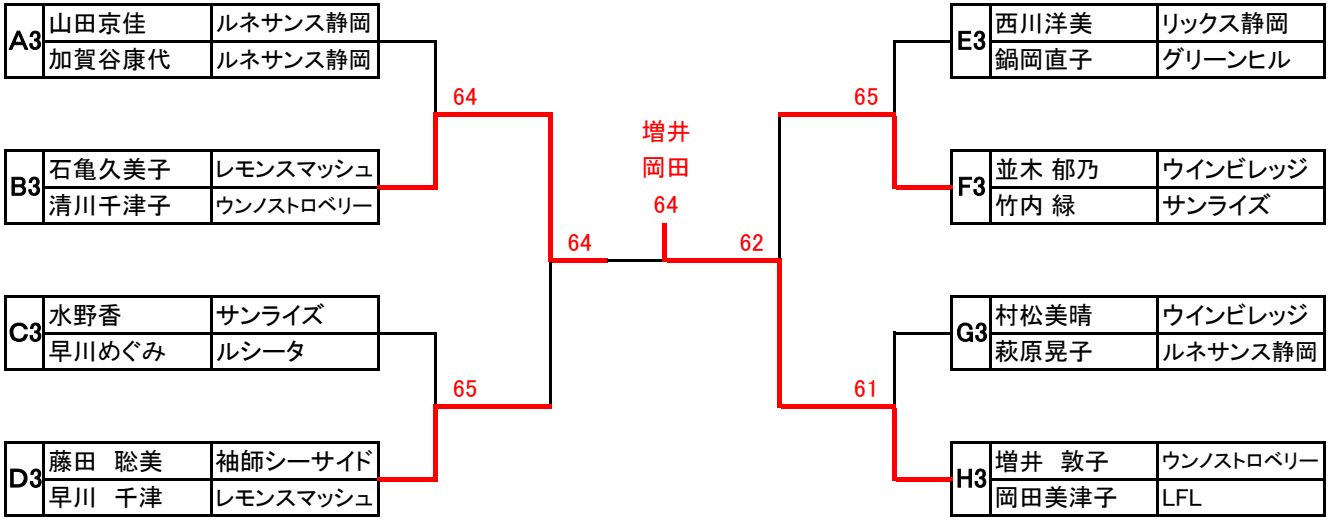 A3
山田京佳 ルネサンス静岡
加賀谷康代 ルネサンス静岡
64
B3
石亀久美子 レモンスマッシュ
清川千津子 ウンノストロベリー
64
C3
水野香 サンライズ
早川めぐみ ルシータ
65
D3
藤田 聡美 袖師シーサイド
早川 千津 レモンスマッシュ
増井
岡田
64
62
E3
西川洋美 リックス静岡
鍋岡直子 グリーンヒル
65
F3
並木 郁乃 ウインビレッジ
竹内 緑 サンライズ
G3
村松美晴 ウインビレッジ
萩原晃子 ルネサンス静岡
61
H3
増井 敦子 ウンノストロベリー
岡田美津子 LFL